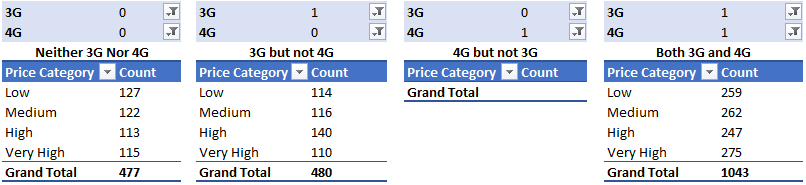 3G 0
4G 0
Neither 3G Nor 4G
Price Category Count
Low 127
Medium 122
High 113
Very High 115
Grand Total 477
3G 1
4G 0
3G but not 4G
Price Category Count
Low 114
Medium 116
High 140
Very High 110
Grand Total 480
3G 0
4G 1
4G but not 3G
Price Category Count
Grand Total
3G 1
4G 1
Both 3G and 4G
Price Category Count
Low 259
Medium 262
High 247
Very High 275
Grand Total 1043